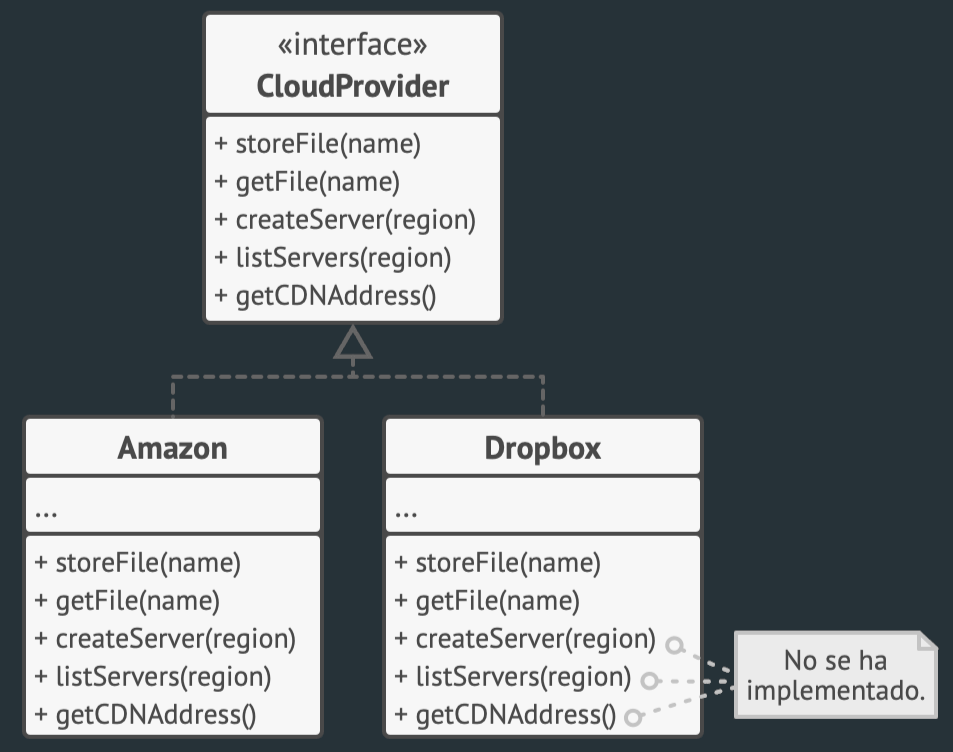 «interface»
CloudProvider
+ storeFile(name)
+ getFile(name)
+ createServer(region)
+ listServers(region)
+ getCDNAddress()
Amazon
...
+ storeFile(name)
+ getFile(name)
+ createServer(region)
+ listServers(region)
+ getCDNAddress()
Dropbox
...
+ storeFile(name)
+ getFile(name)
+ createServer(region)
+ listServers(region)
+ getCDNAddress()
No se ha
implementado.